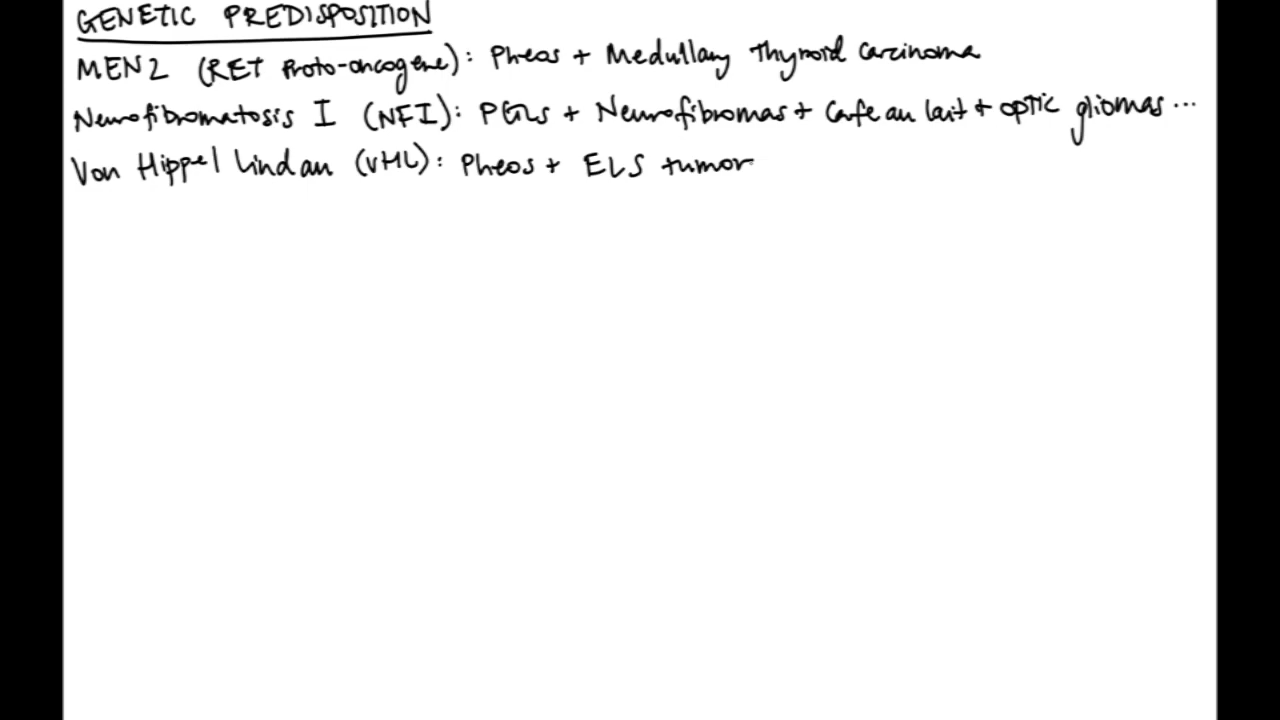 GENETIC PREDISPOSITION
MEN2 (RET Proto-oncogene): Pheos + Medullary Thyroid carcinoma
Neurofibromatosis I (NFI): PGLs + Neurofibromas + Cafe au lait + optic gliomas ...
Von Hippel Lindau (VHL): Pheos + ELS tumor